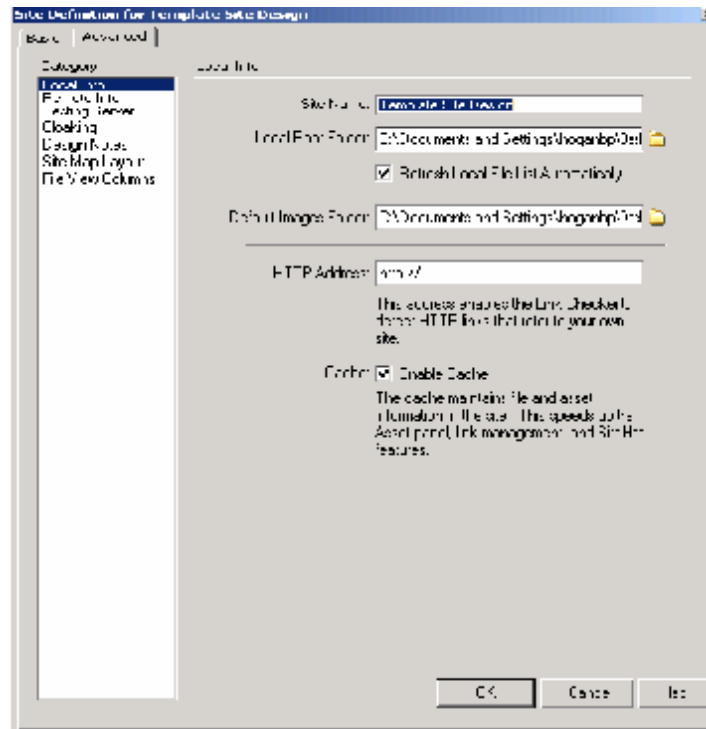 Site Definition for Template Site Design
Basic Advanced
Category
Local Info
Remote Info
Testing Server
Cloaking
Design Notes
Site Map Layout
File View Columns
Local Info
Site Name: Template Site Design
Local Root Folder: C:\Documents and Settings\hoganbp\Des
Refresh Local File List Automatically
Default Images Folder: C:\Documents and Settings\hoganbp\Des
HTTP Address: http://
This address enables the Link Checker to
detect HTTP links that refer to your own
site.
Cache: Enable Cache
The cache maintains file and asset
information in the site. This speeds up the
Asset panel, link management, and Site Map
features.
OK Cancel Help